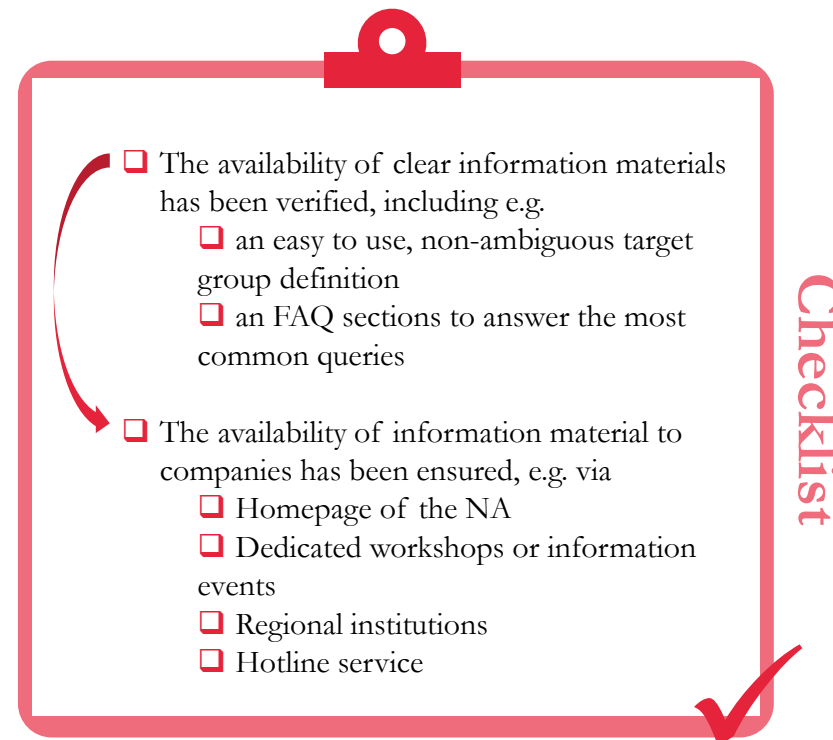 ❑ The availability of clear information materials
has been verified, including e.g.
❑ an easy to use, non-ambiguous target
group definition
❑ an FAQ sections to answer the most
common queries
❑ The availability of information material to
companies has been ensured, e.g. via
❑ Homepage of the NA
❑ Dedicated workshops or information
events
❑ Regional institutions
❑ Hotline service
Checklist